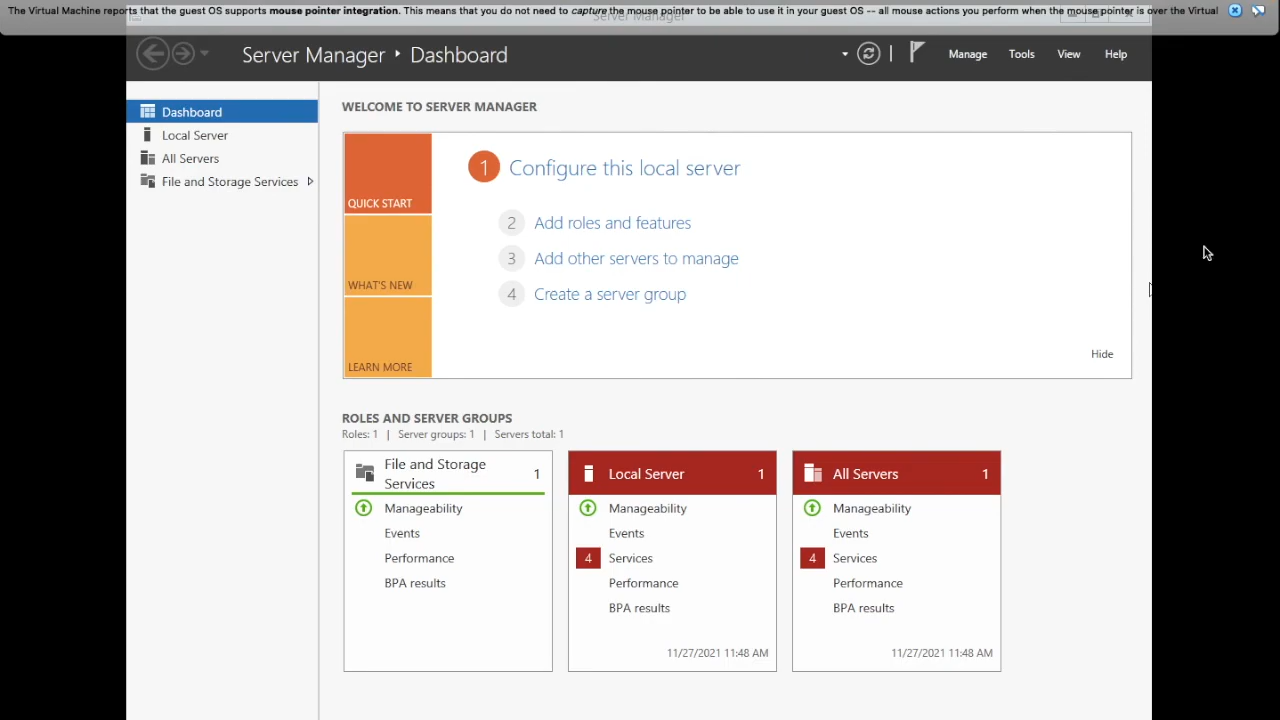 The Virtual Machine reports that the guest OS supports mouse pointer integration. This means that you do not need to capture the mouse pointer to be able to use it in your guest OS -- all mouse actions you perform when the mouse pointer is over the Virtual
Server Manager
Server Manager ‣ Dashboard
Manage
Tools
View
Help
Dashboard
Local Server
All Servers
File and Storage Services
WELCOME TO SERVER MANAGER
QUICK START
WHAT'S NEW
LEARN MORE
1 Configure this local server
2 Add roles and features
3 Add other servers to manage
4 Create a server group
Hide
ROLES AND SERVER GROUPS
Roles: 1 | Server groups: 1 | Servers total: 1
File and Storage
Services
1
Manageability
Events
Performance
BPA results
Local Server 1
Manageability
Events
4 Services
Performance
BPA results
11/27/2021 11:48 AM
All Servers 1
Manageability
Events
4 Services
Performance
BPA results
11/27/2021 11:48 AM